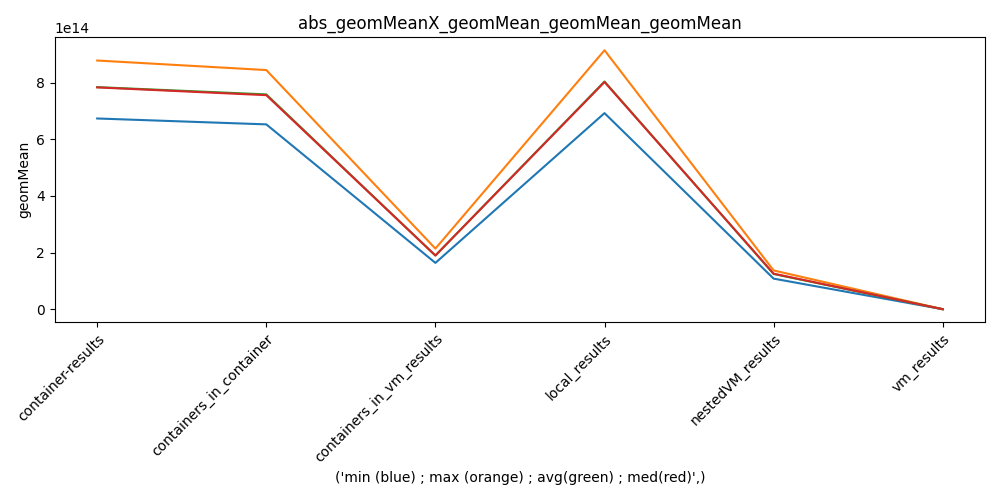 abs_geomMeanX_geomMean_geomMean_geomMean
1e14
8
6
4
2
0
geomMean
container-results
containers_in_container
containers_in_vm_results
local_results
nestedVM_results
vm_results
('min (blue) ; max (orange) ; avg(green) ; med(red)',)